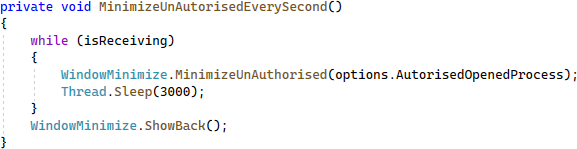 private void MinimizeUnAutorisedEverySecond()
{
    while (isReceiving)
    {
        WindowMinimize.MinimizeUnAuthorised(options.AutorisedOpenedProcess);
        Thread.Sleep(3000);
    }
    WindowMinimize.ShowBack();
}